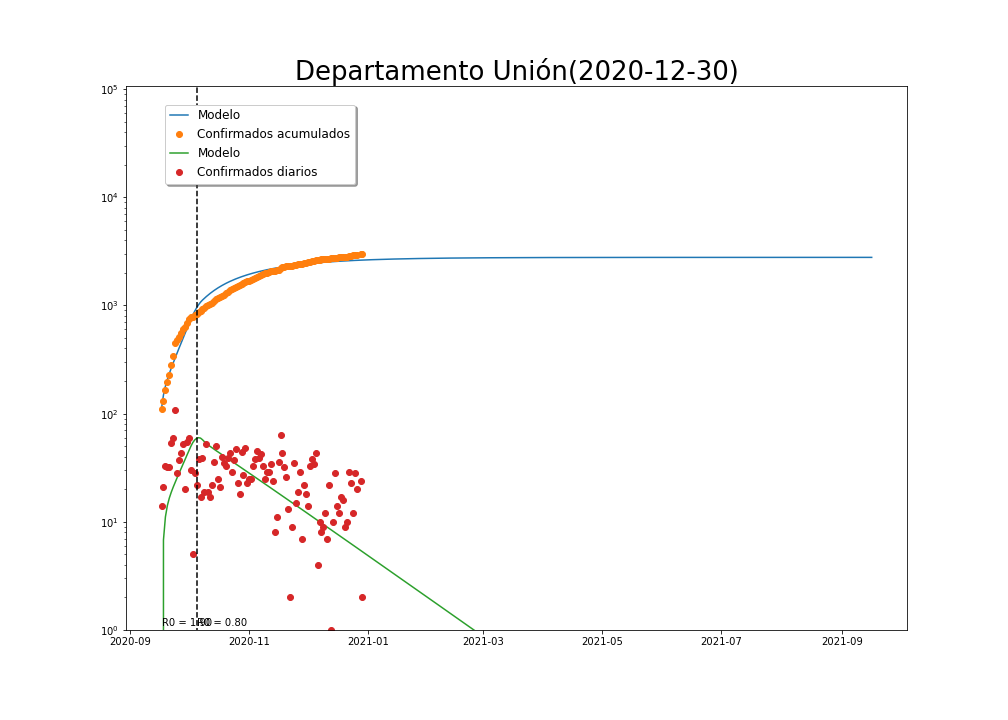 Departamento Unión(2020-12-30)
10⁵
Modelo
Confirmados acumulados
Modelo
Confirmados diarios
10⁴
10³
10²
10¹
10⁰
R0 = 0.80
2020-09 2020-11 2021-01 2021-03 2021-05 2021-07 2021-09